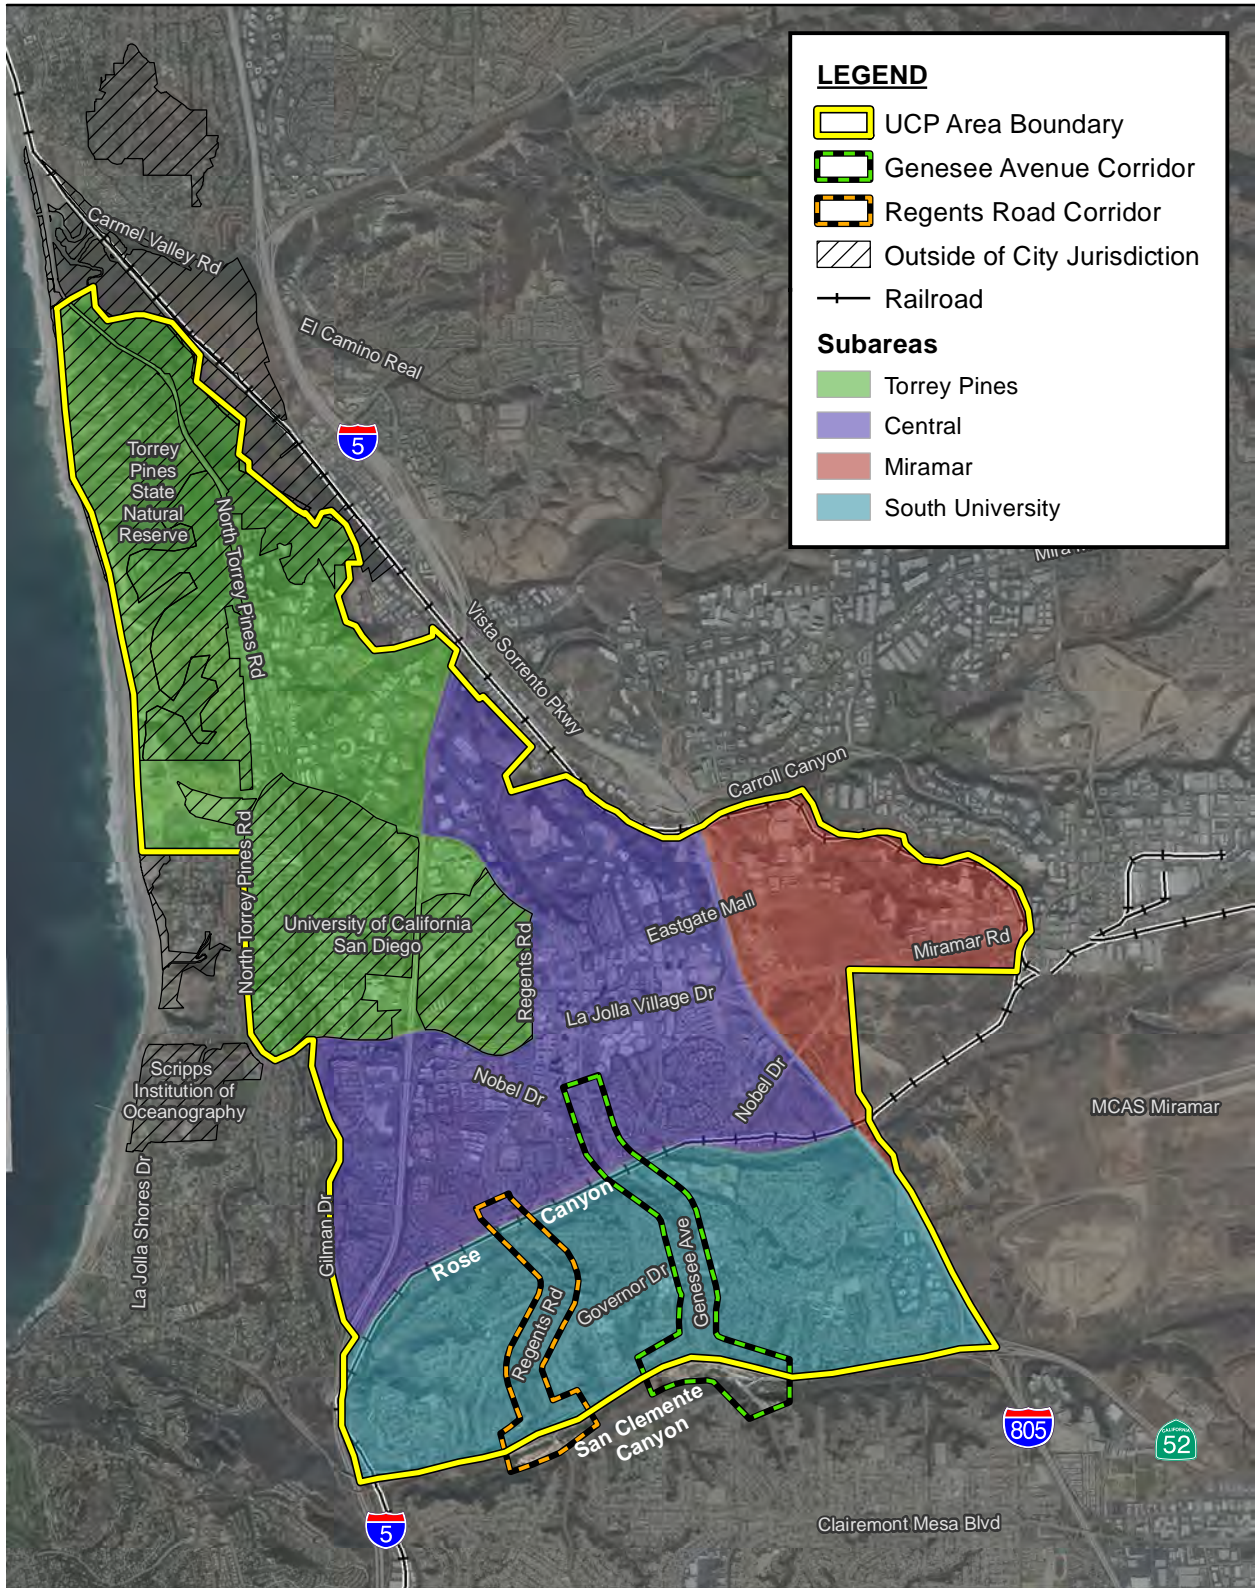 LEGEND
UCP Area Boundary
Genesee Avenue Corridor
Regents Road Corridor
Outside of City Jurisdiction
Railroad
Subareas
Torrey Pines
Central
Miramar
South University
Carmel Valley Rd
El Camino Real
5
Torrey
Pines
State
Natural
Reserve
North Torrey Pines Rd
Vista Sorrento Pkwy
Carroll Canyon
North Torrey Pines Rd
University of California
San Diego
Regents Rd
Eastgate Mall
Miramar Rd
La Jolla Village Dr
Scripps
Institution of
Oceanography
Nobel Dr
Nobel Dr
MCAS Miramar
La Jolla Shores Dr
Gilman Dr
Rose
Canyon
Regents Rd
Governor Dr
Genesee Ave
San Clemente
Canyon
805
CALIFORNIA
52
5
Clairemont Mesa Blvd